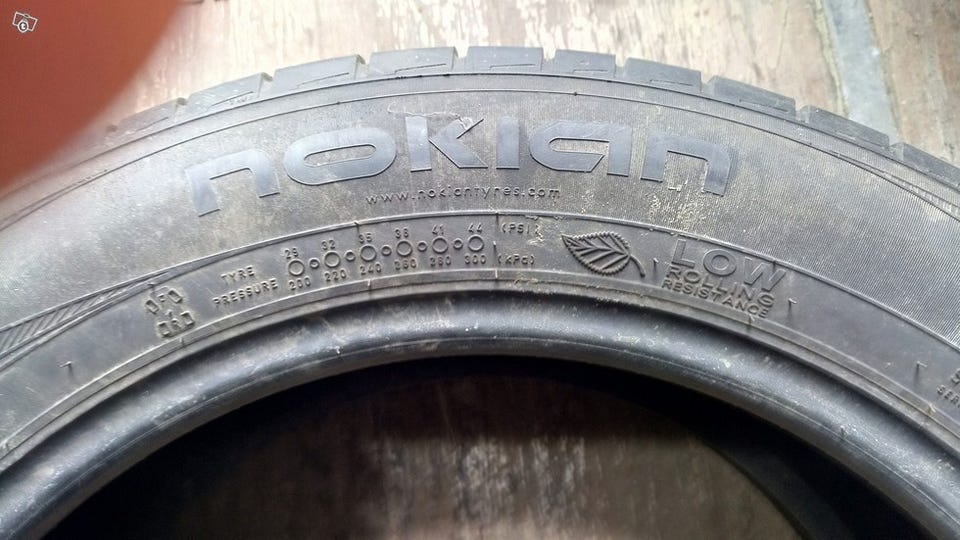 nokian
www.nokiantyres.com
29 32 35 38 41 44 (PSI)
TYRE
PRESSURE
200 220 240 260 280 300 (kPa)
LOW
ROLLING
RESISTANCE